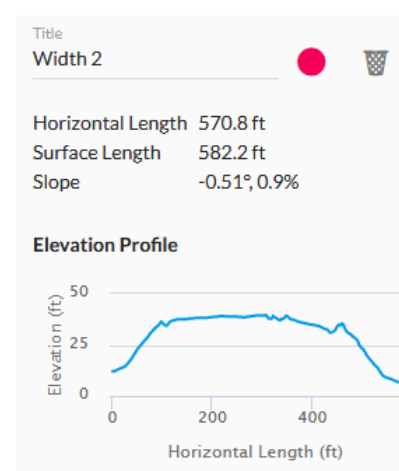 Title
Width 2
Horizontal Length 570.8 ft
Surface Length 582.2 ft
Slope -0.51°, 0.9%
Elevation Profile
Elevation (ft)
50
25
0
0 200 400
Horizontal Length (ft)